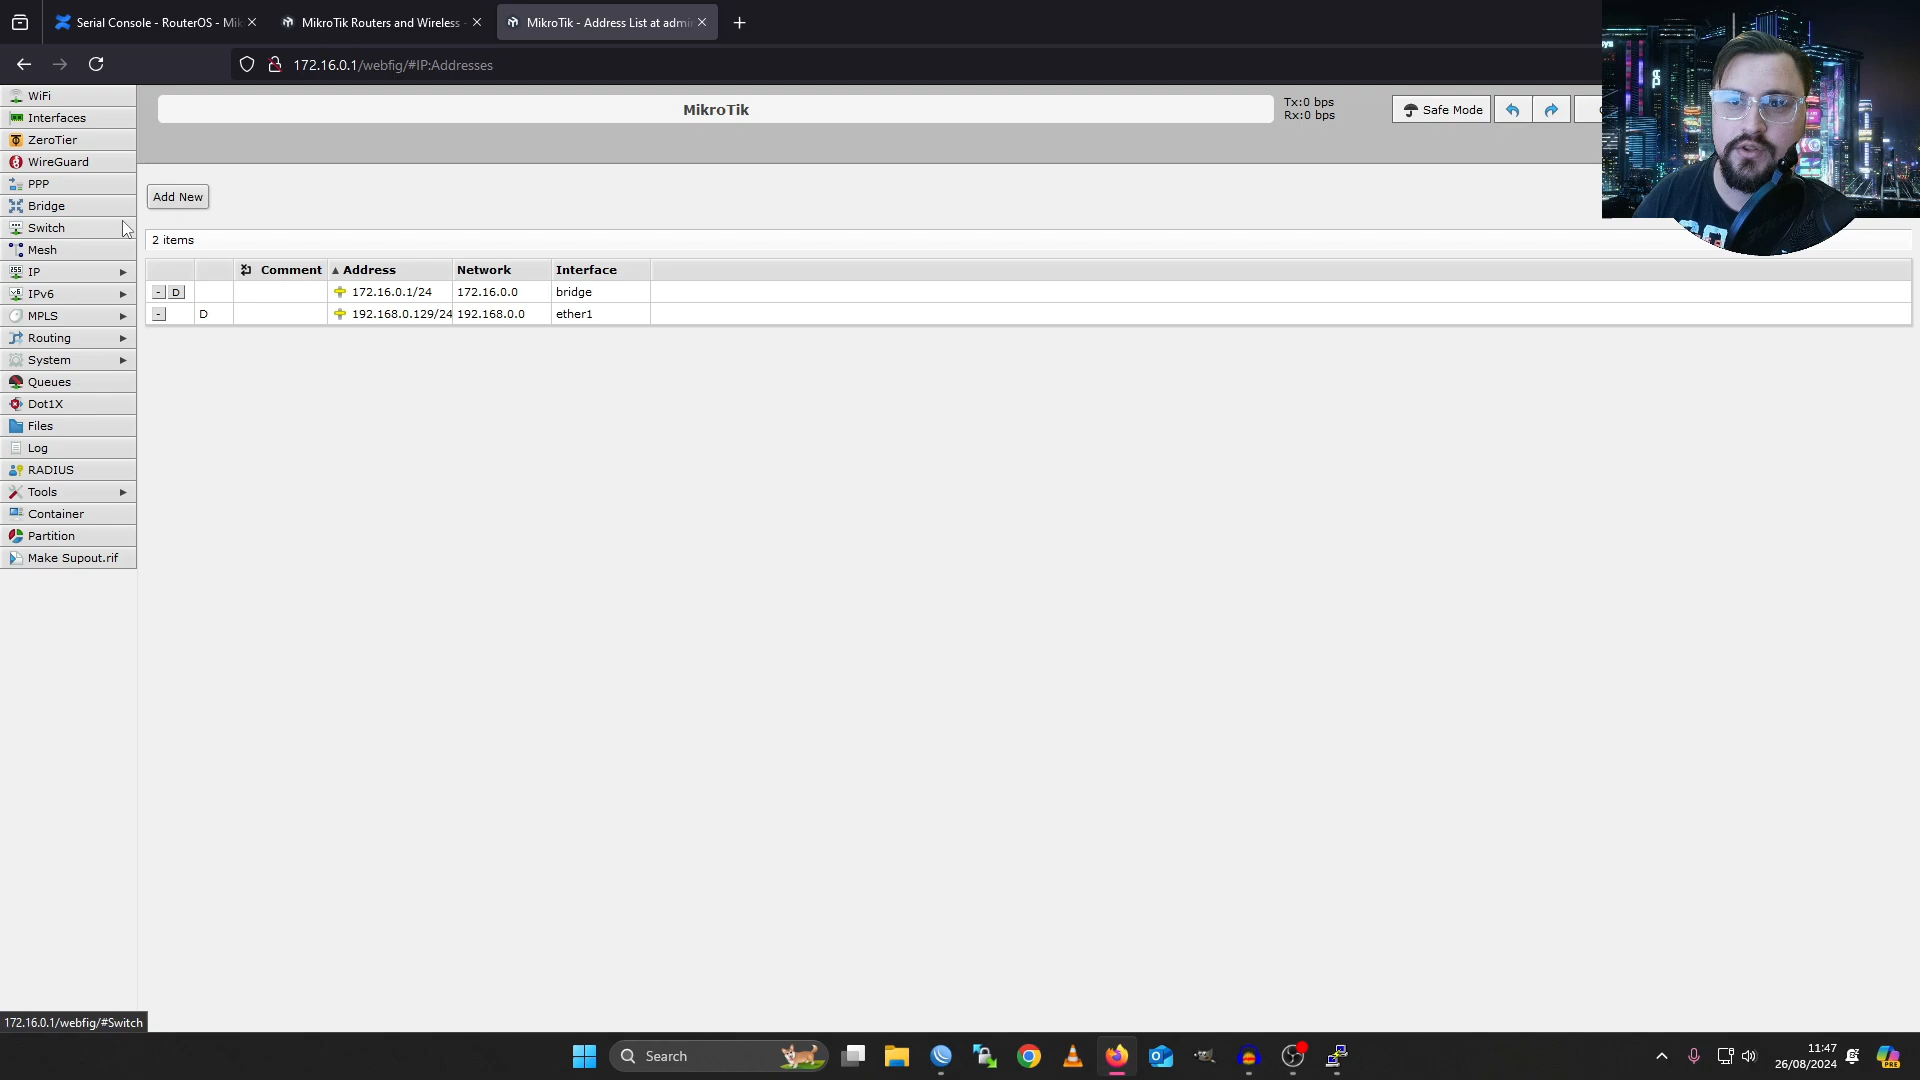 Serial Console - RouterOS - Mik
MikroTik Routers and Wireless -
MikroTik - Address List at admi
172.16.0.1/webfig/#IP:Addresses
WiFi
Interfaces
ZeroTier
WireGuard
PPP
Bridge
Switch
Mesh
IP
IPv6
MPLS
Routing
System
Queues
Dot1X
Files
Log
RADIUS
Tools
Container
Partition
Make Supout.rif
MikroTik
Tx:0 bps
Rx:0 bps
Safe Mode
Add New
2 items
Comment Address Network Interface
- D 172.16.0.1/24 172.16.0.0 bridge
- D 192.168.0.129/24 192.168.0.0 ether1
172.16.0.1/webfig/#Switch
Search
11:47
26/08/2024
PRE